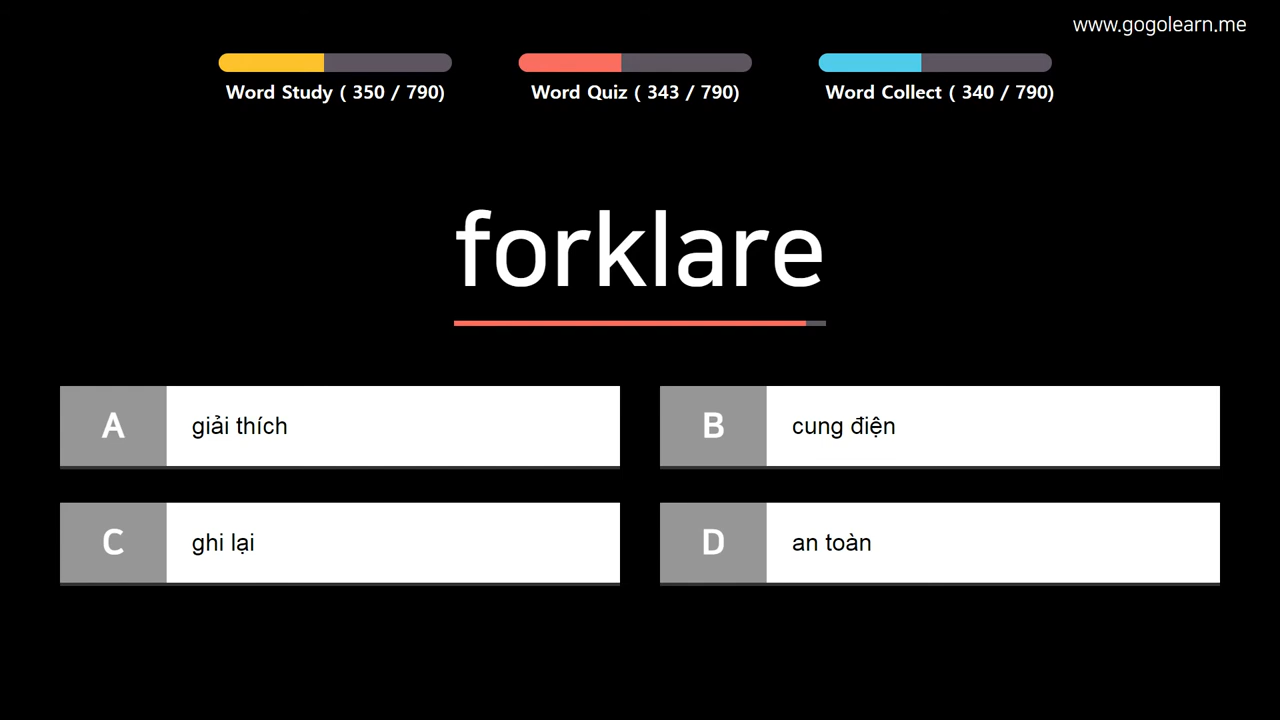 www.gogolearn.me
Word Study ( 350 / 790)
Word Quiz ( 343 / 790)
Word Collect ( 340 / 790)
forklare
A
giải thích
B
cung điện
C
ghi lại
D
an toàn